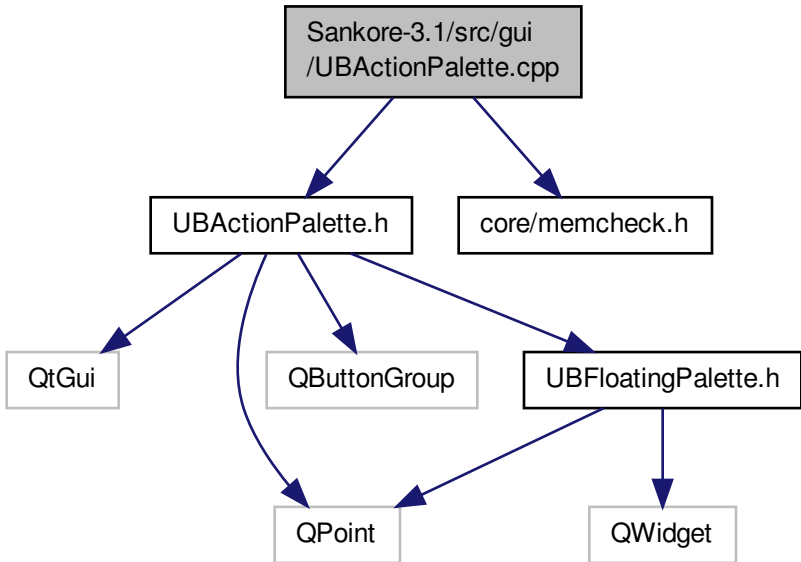 Sankore-3.1/src/gui
/UBActionPalette.cpp
UBActionPalette.h
core/memcheck.h
QtGui
QButtonGroup
UBFloatingPalette.h
QPoint
QWidget